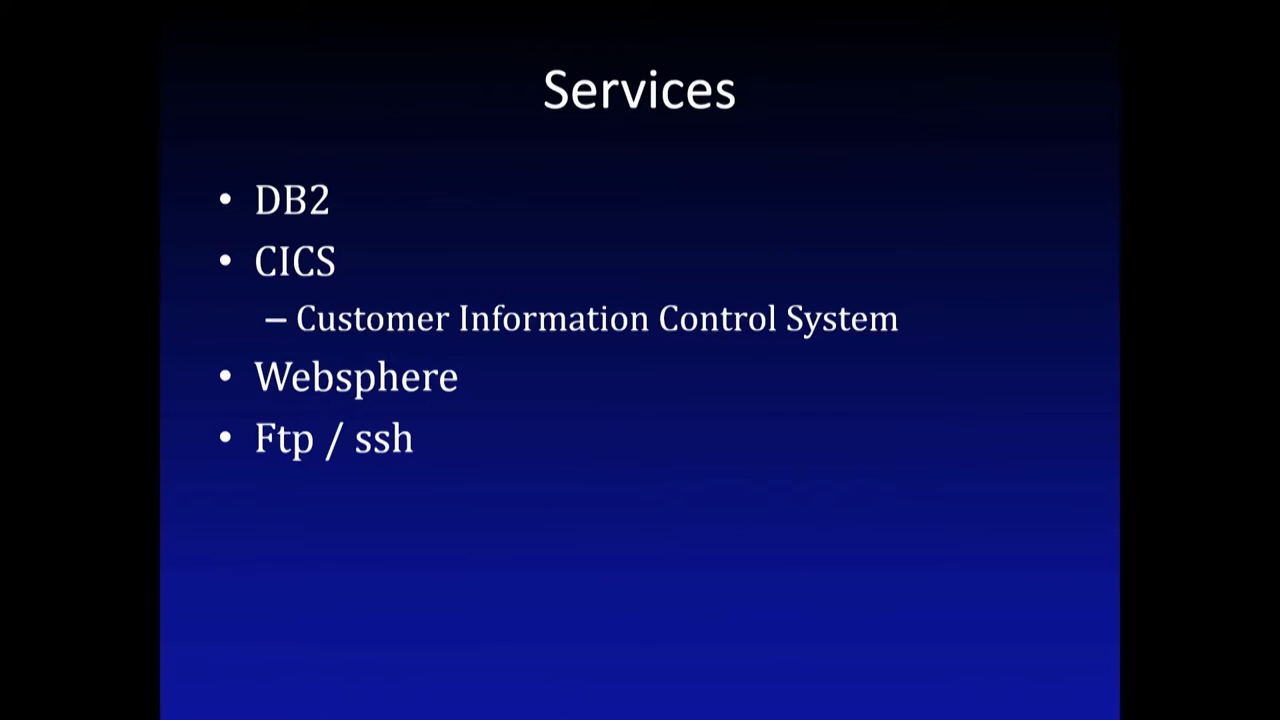 Services
• DB2
• CICS
– Customer Information Control System
• Websphere
• Ftp / ssh